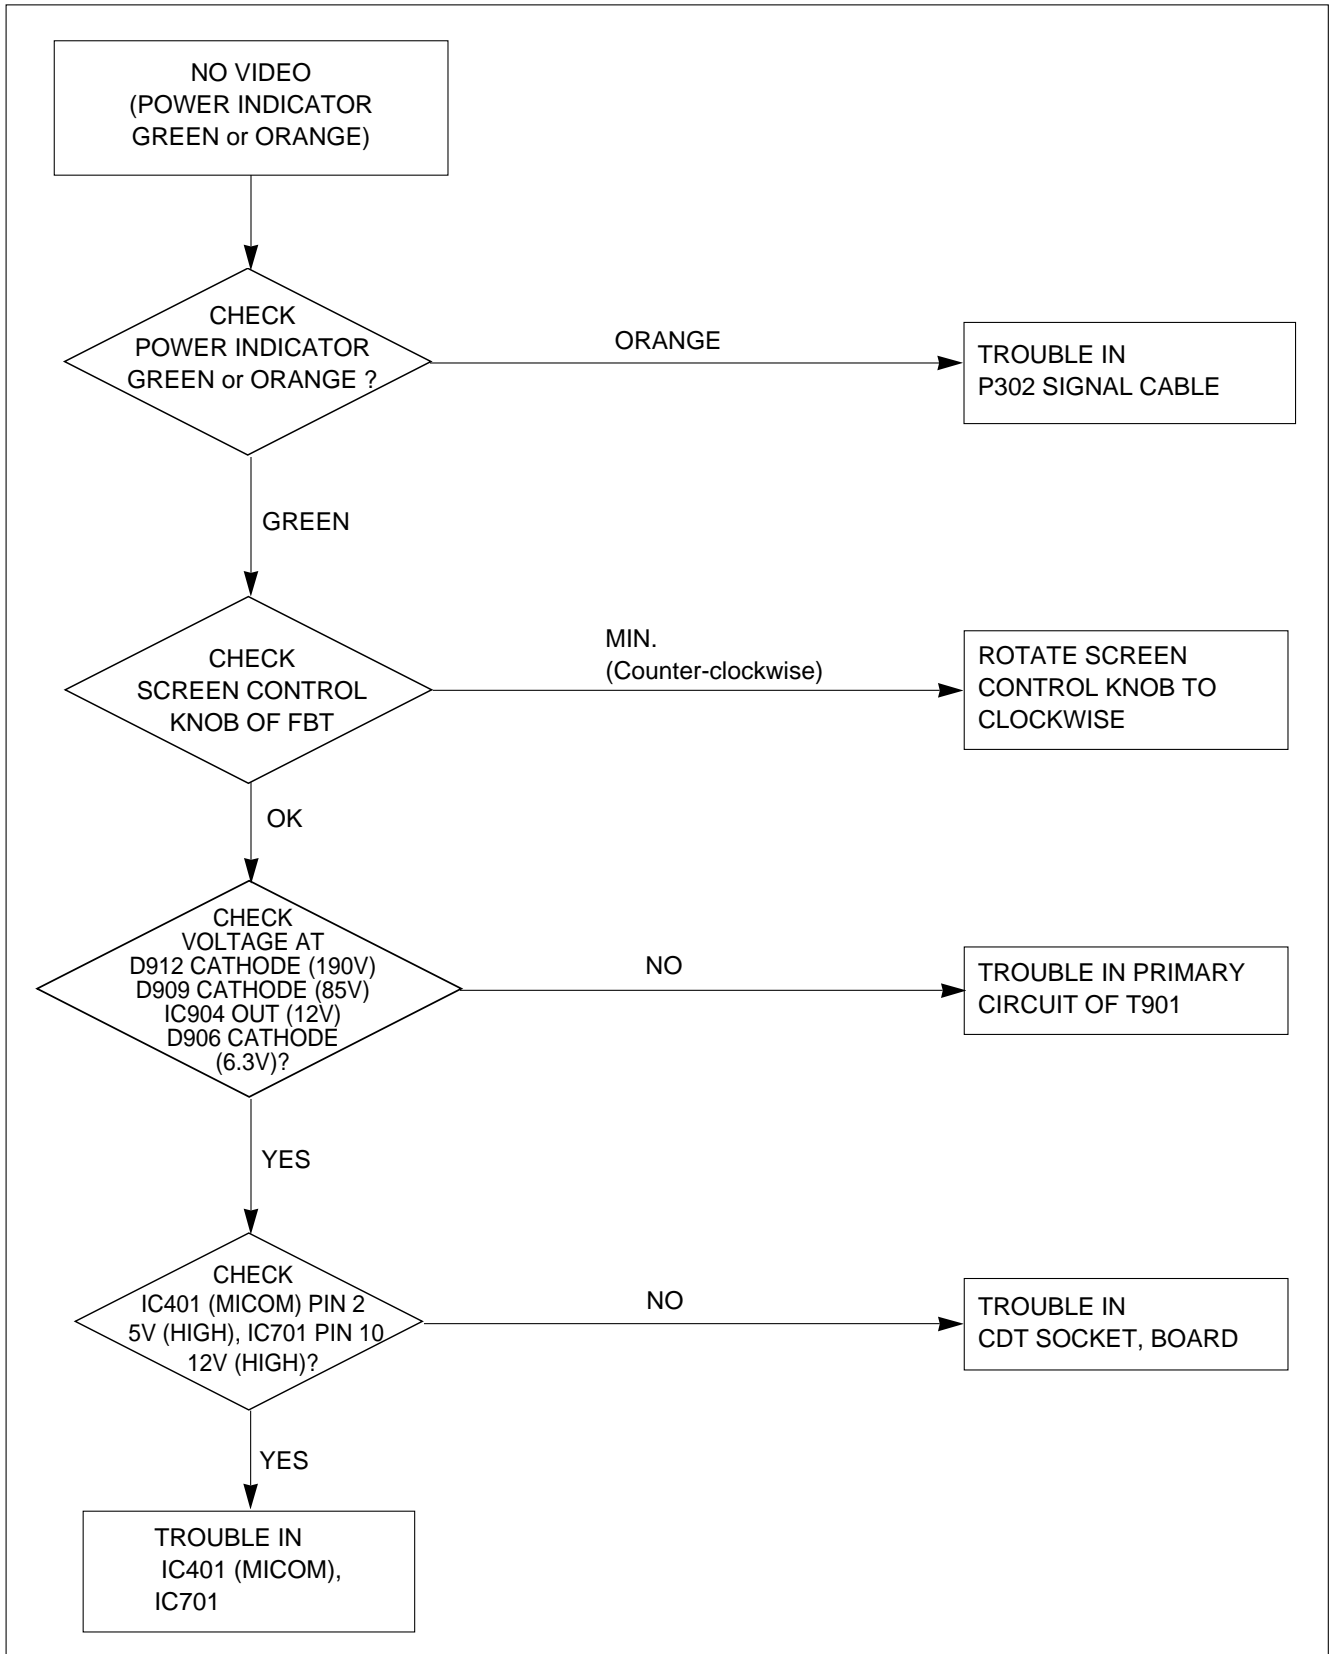 NO VIDEO
(POWER INDICATOR
GREEN or ORANGE)
CHECK
POWER INDICATOR
GREEN or ORANGE ?
ORANGE
TROUBLE IN
P302 SIGNAL CABLE
GREEN
CHECK
SCREEN CONTROL
KNOB OF FBT
MIN.
(Counter-clockwise)
ROTATE SCREEN
CONTROL KNOB TO
CLOCKWISE
OK
CHECK
VOLTAGE AT
D912 CATHODE (190V)
D909 CATHODE (85V)
IC904 OUT (12V)
D906 CATHODE
(6.3V)?
NO
TROUBLE IN PRIMARY
CIRCUIT OF T901
YES
CHECK
IC401 (MICOM) PIN 2
5V (HIGH), IC701 PIN 10
12V (HIGH)?
NO
TROUBLE IN
CDT SOCKET, BOARD
YES
TROUBLE IN
IC401 (MICOM),
IC701